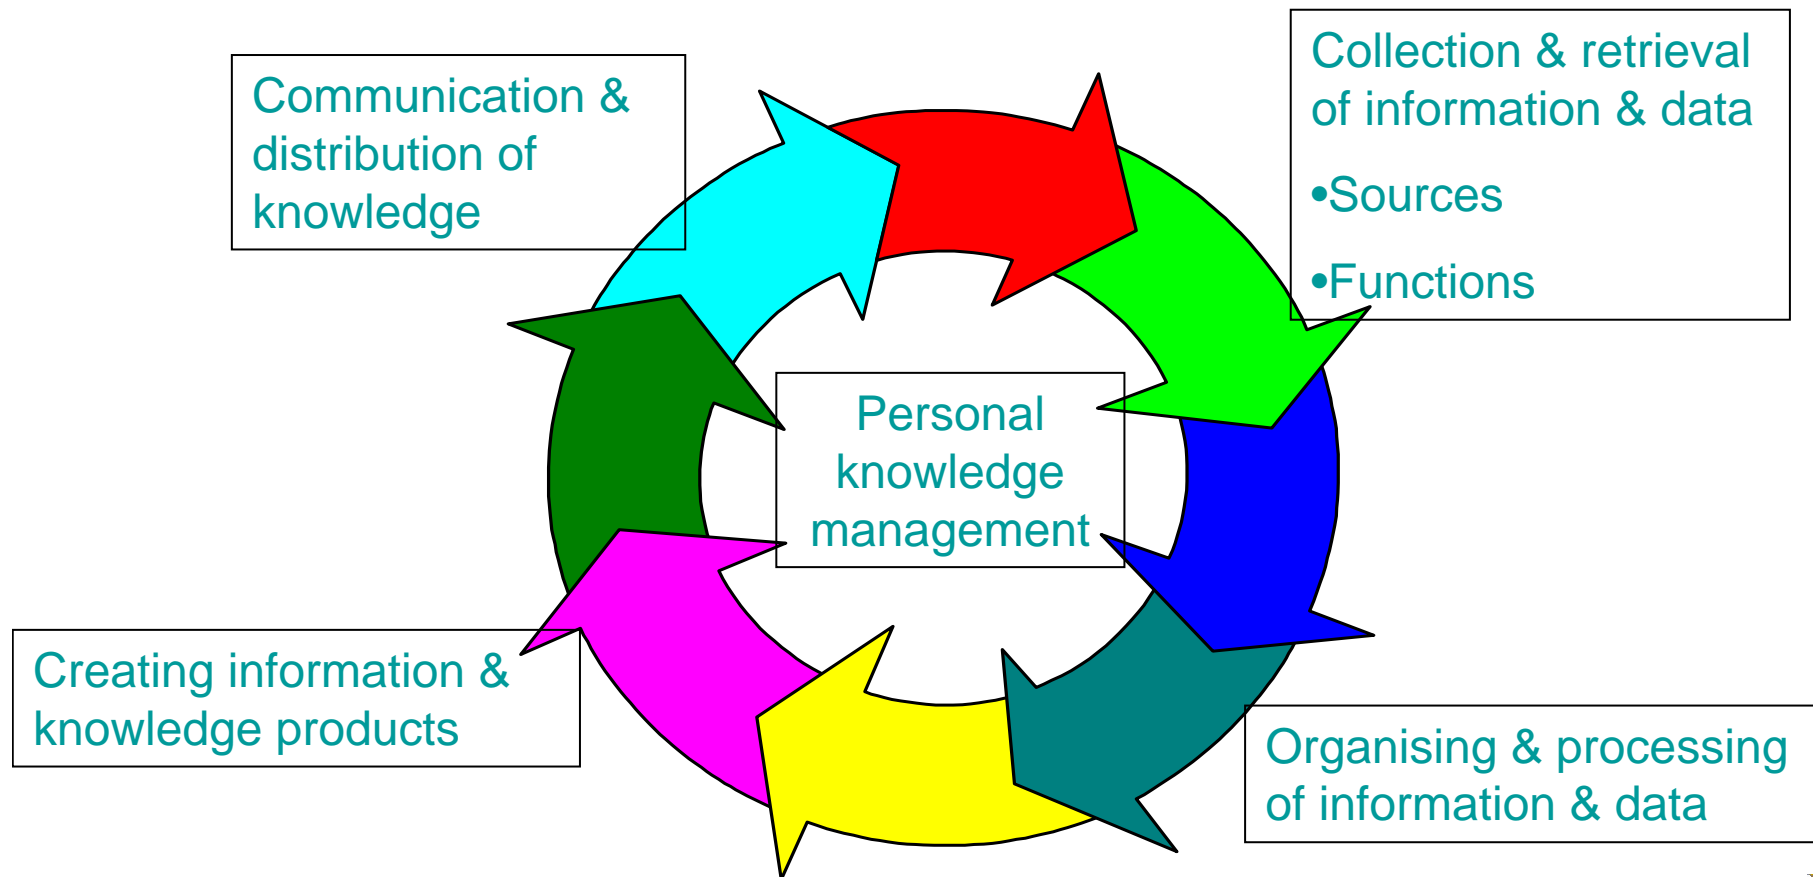 Communication &
distribution of
knowledge
Collection & retrieval
of information & data
•Sources
•Functions
Personal
knowledge
management
Creating information &
knowledge products
Organising & processing
of information & data